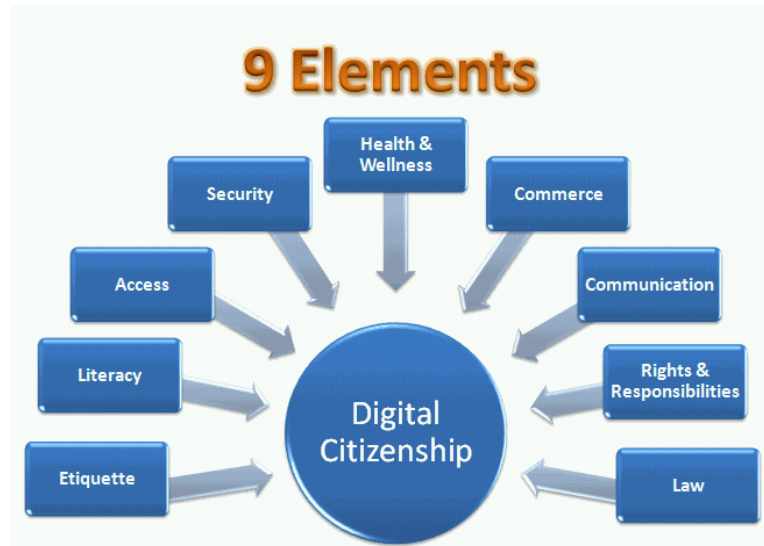 9 Elements
Health &
Wellness
Security
Commerce
Access
Communication
Literacy
Rights &
Responsibilities
Etiquette
Law
Digital
Citizenship